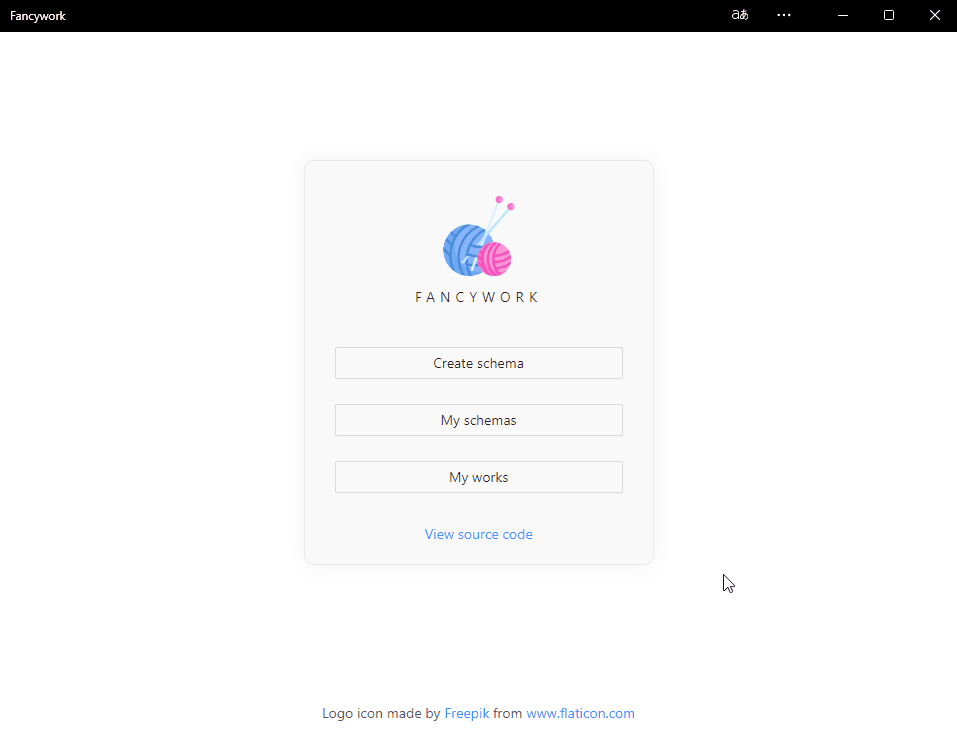 Fancywork
aあ
FANCYWORK
Create schema
My schemas
My works
View source code
Logo icon made by Freepik from www.flaticon.com